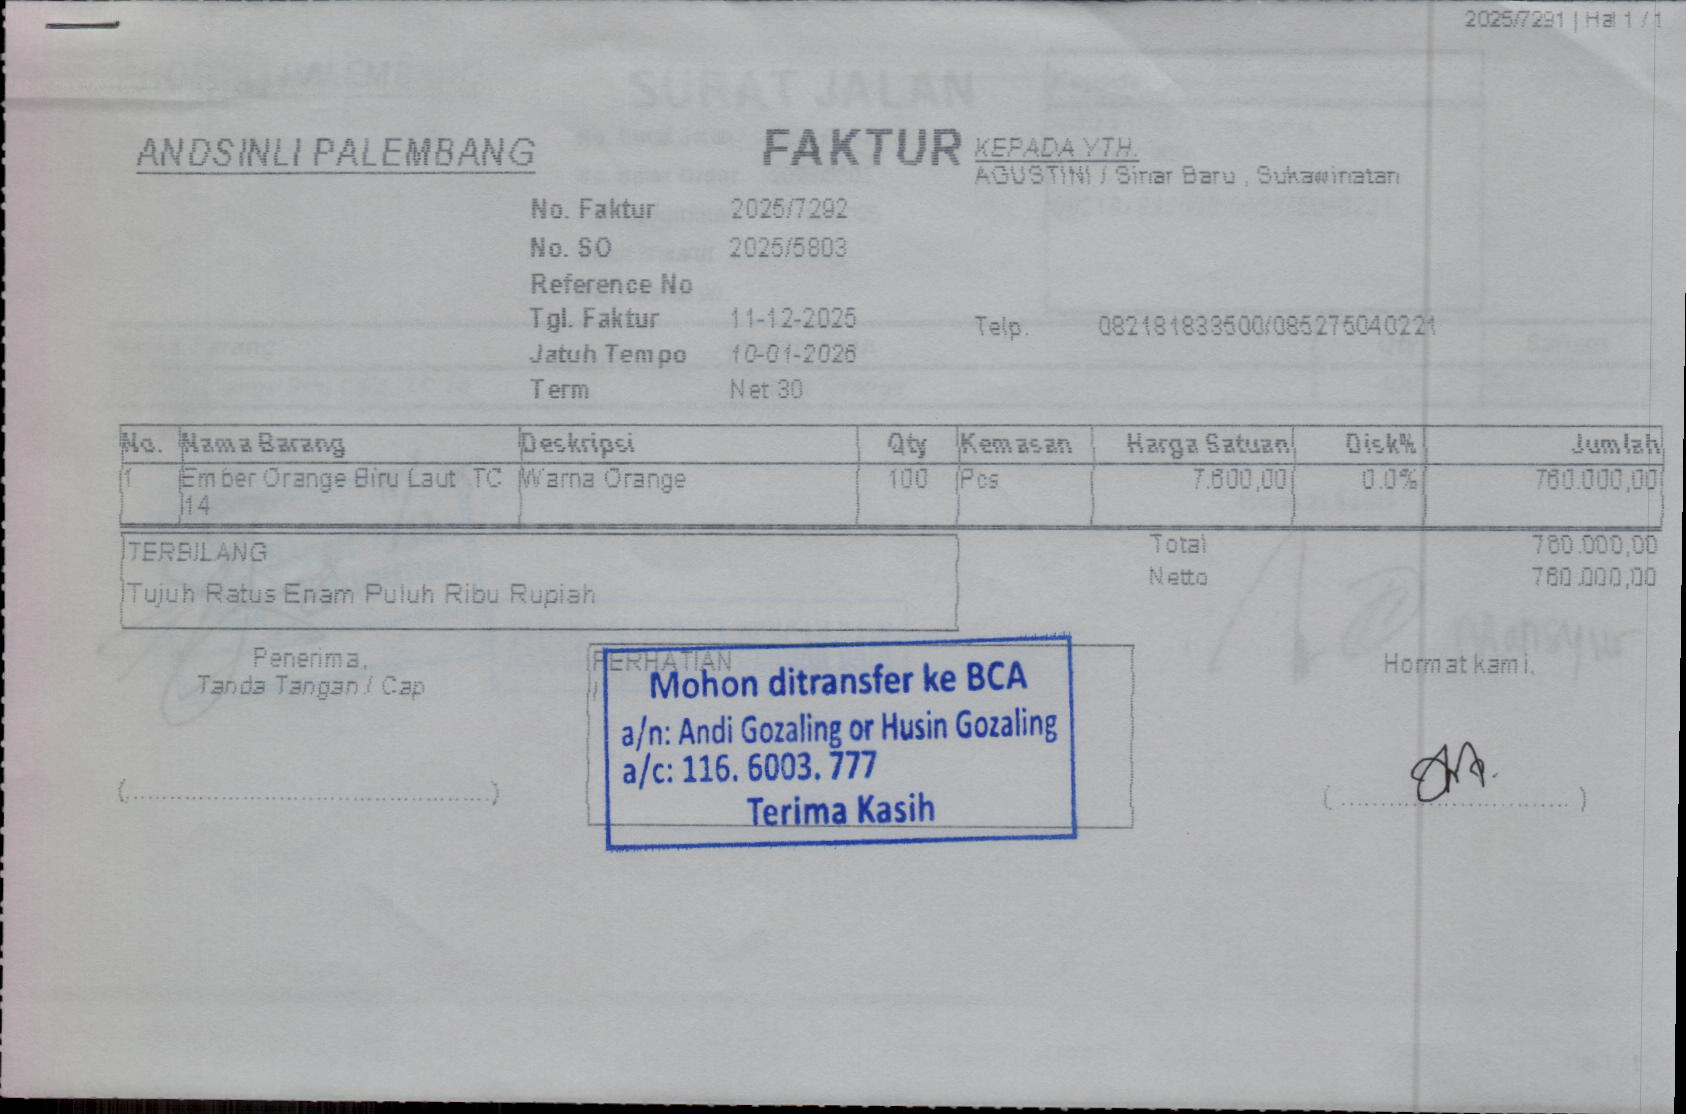 2025/7291 | Hal 1 / 1
ANDSINLI PALEMBANG
SURAT JALAN
FAKTUR
KEPADA YTH.
AGUSTINI / Sinar Baru , Sukawinatan
No. Faktur 2025/7292
No. SO 2025/5803
Reference No
Tgl. Faktur 11-12-2025
Telp. 082181833500/085275040221
Jatuh Tempo 10-01-2026
Term Net 30
No. Nama Barang Deskripsi Qty Kemasan Harga Satuan Disk% Jumlah
1 Ember Orange Biru Laut TC Warna Orange 100 Pcs 7.600,00 0.0% 760.000,00
14
TERBILANG
Tujuh Ratus Enam Puluh Ribu Rupiah
Total 760.000,00
Netto 760.000,00
Penerima,
Tanda Tangan / Cap
PERHATIAN
Mohon ditransfer ke BCA
a/n: Andi Gozaling or Husin Gozaling
a/c: 116. 6003. 777
Terima Kasih
Hormat kami,
(........................................)
(........................................)